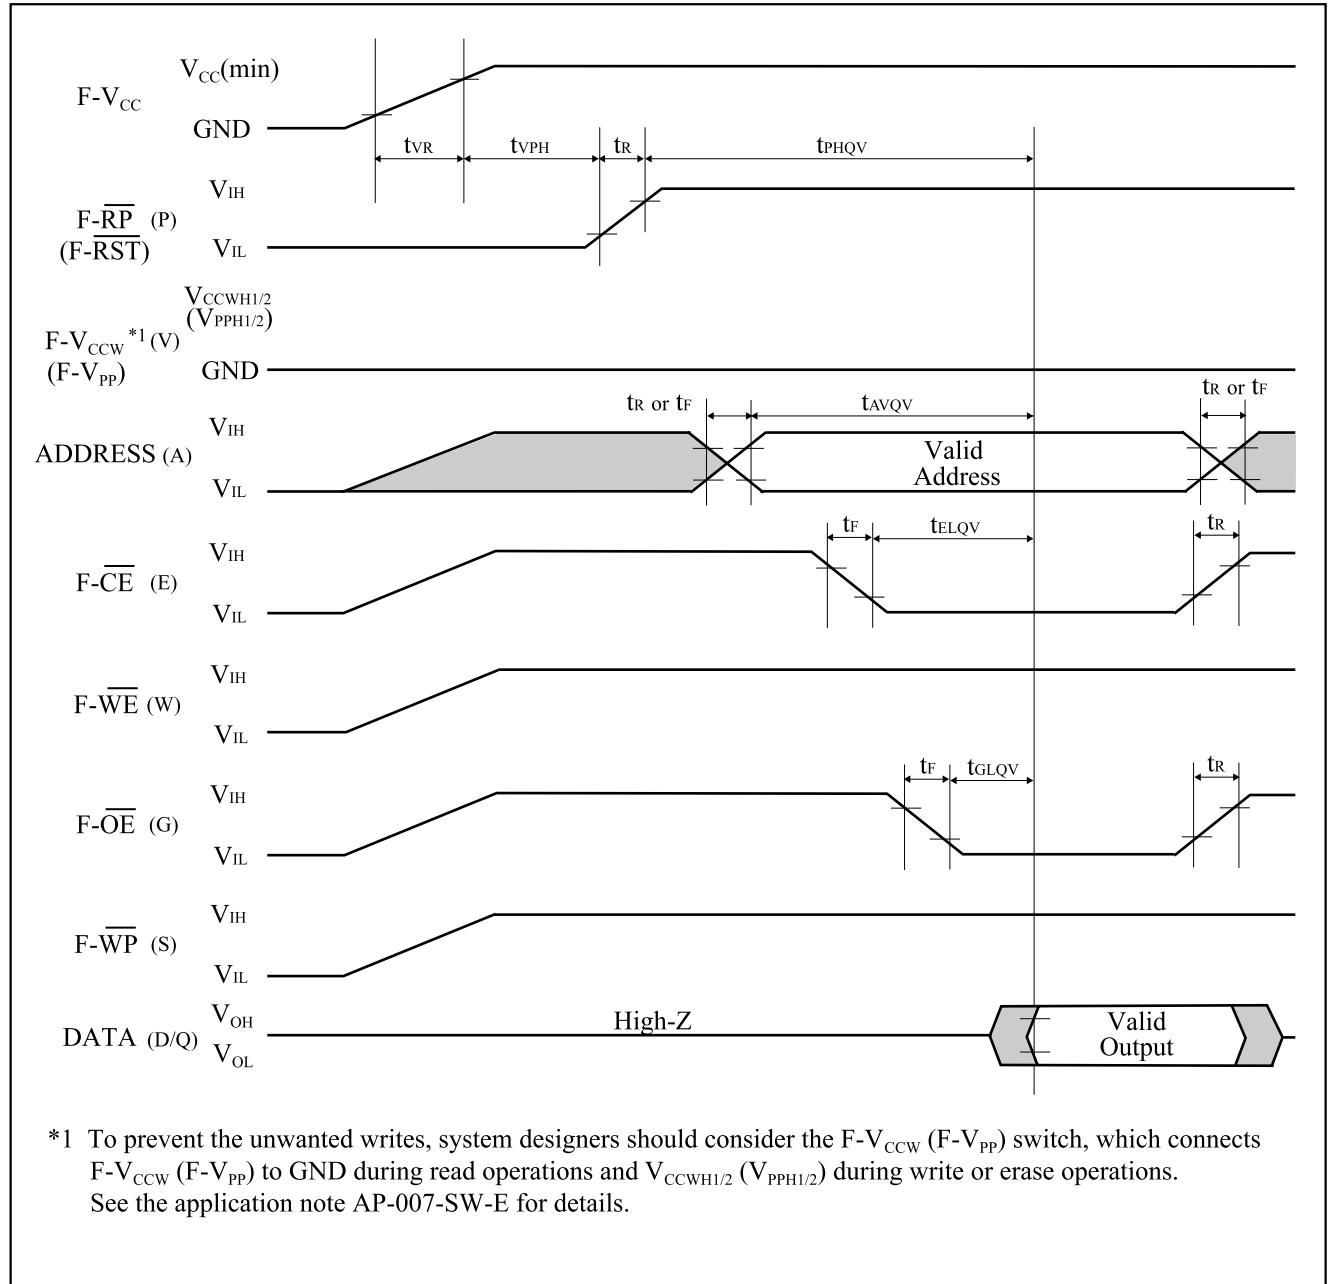 VCC(min)
F-VCC
GND
tVR tVPH tR tPHQV
VIH
F-RP (P)
(F-RST)
VIL
VCCWH1/2
(VPPH1/2)
F-VCCW *1 (V)
(F-VPP)
GND
tR or tF tAVQV tR or tF
VIH
ADDRESS (A)
Valid
Address
VIL
tF tELQV tR
VIH
F-CE (E)
VIL
VIH
F-WE (W)
VIL
tF tGLQV tR
VIH
F-OE (G)
VIL
VIH
F-WP (S)
VIL
VOH
High-Z
Valid
Output
DATA (D/Q)
VOL
*1 To prevent the unwanted writes, system designers should consider the F-VCCW (F-VPP) switch, which connects
F-VCCW (F-VPP) to GND during read operations and VCCWH1/2 (VPPH1/2) during write or erase operations.
See the application note AP-007-SW-E for details.